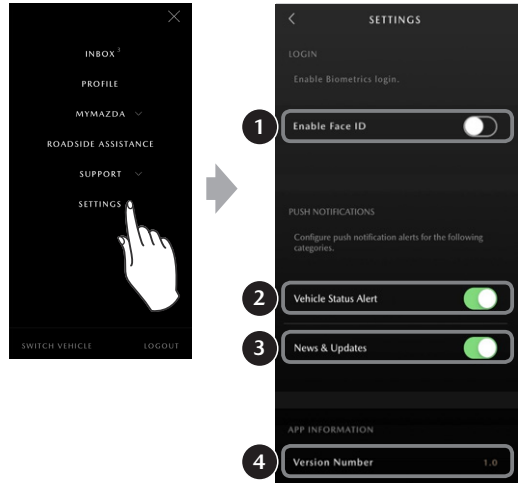 INBOX 3
PROFILE
MYMAZDA
ROADSIDE ASSISTANCE
SUPPORT
SETTINGS
SWITCH VEHICLE LOGOUT
SETTINGS
LOGIN
Enable Biometrics login.
1 Enable Face ID
PUSH NOTIFICATIONS
Configure push notification alerts for the following
categories.
2 Vehicle Status Alert
3 News & Updates
APP INFORMATION
4 Version Number 1.0